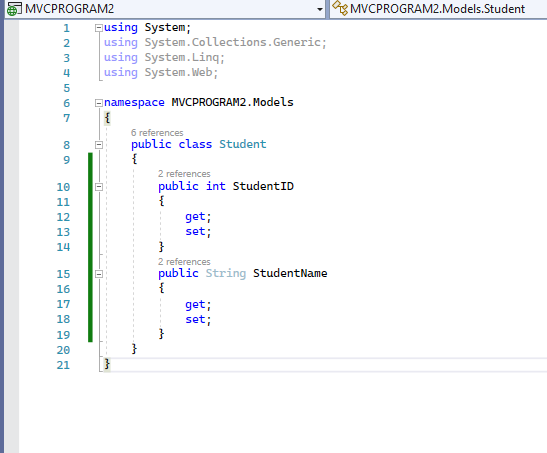 MVCPROGRAM2 MVCPROGRAM2.Models.Student
1 using System;
2 using System.Collections.Generic;
3 using System.Linq;
4 using System.Web;
5
6 namespace MVCPROGRAM2.Models
7 {
6 references
8 public class Student
9 {
2 references
10 public int StudentID
11 {
12 get;
13 set;
14 }
2 references
15 public String StudentName
16 {
17 get;
18 set;
19 }
20 }
21 }